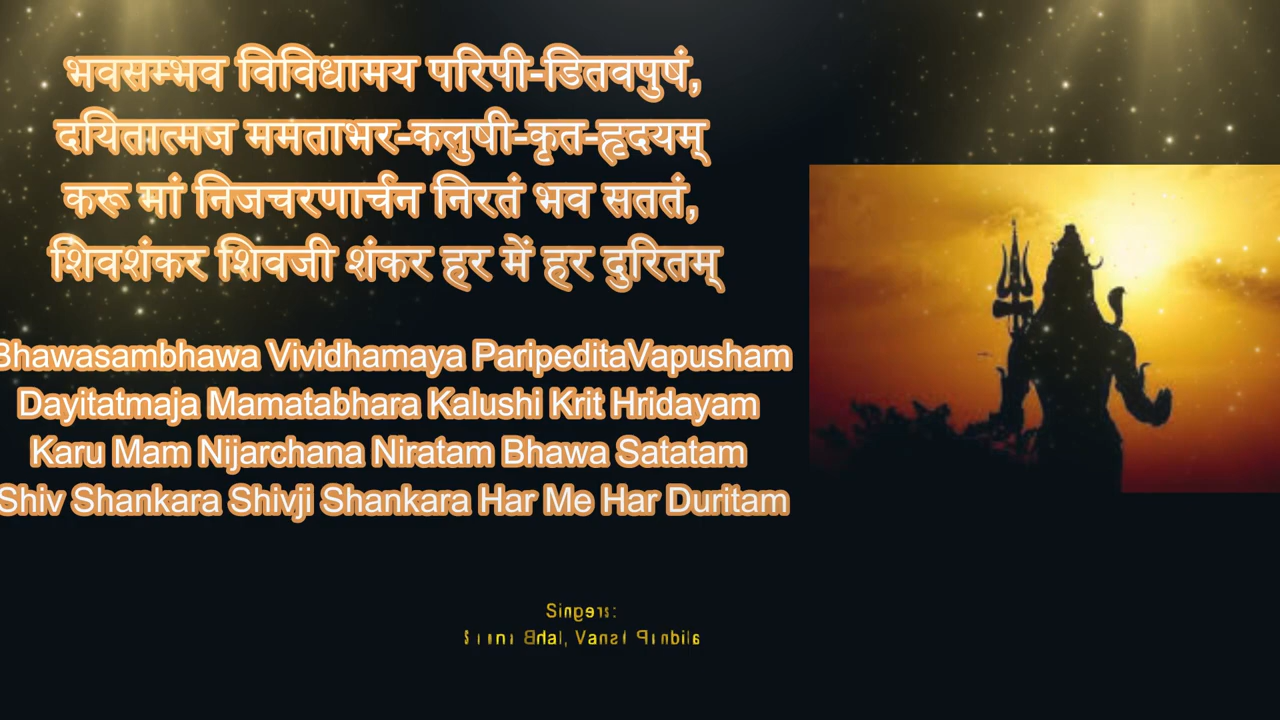 भवसम्भव विविधामय परिपी-डितवपुषं,
दयितात्मज ममताभर-कलुषी-कृत-हृदयम्
करू मां निजचरणार्चन निरतं भव सततं,
शिवशंकर शिवजी शंकर हर में हर दुरितम्
Bhawasambhawa Vividhamaya ParipeditaVapusham
Dayitatmaja Mamatabhara Kalushi Krit Hridayam
Karu Mam Nijarchana Niratam Bhawa Satatam
Shiv Shankara Shivji Shankara Har Me Har Duritam
Singers: